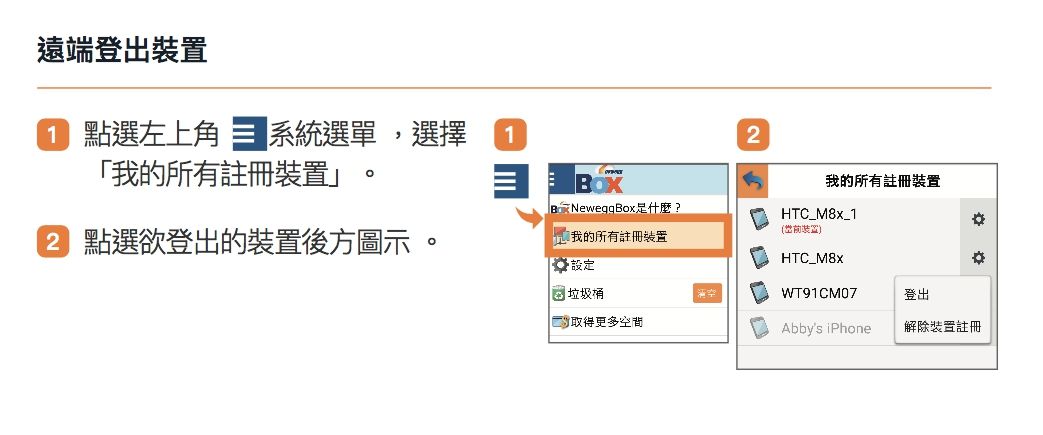 遠端登出裝置
1 點選左上角 系統選單 ，選擇
「我的所有註冊裝置」。
2 點選欲登出的裝置後方圖示 。
1
Box
NeweggBox是什麼？
我的所有註冊裝置
設定
垃圾桶 清空
取得更多空間
2
我的所有註冊裝置
HTC_M8x_1
(當前裝置)
HTC_M8x
WT91CM07
登出
Abby's iPhone
解除裝置註冊